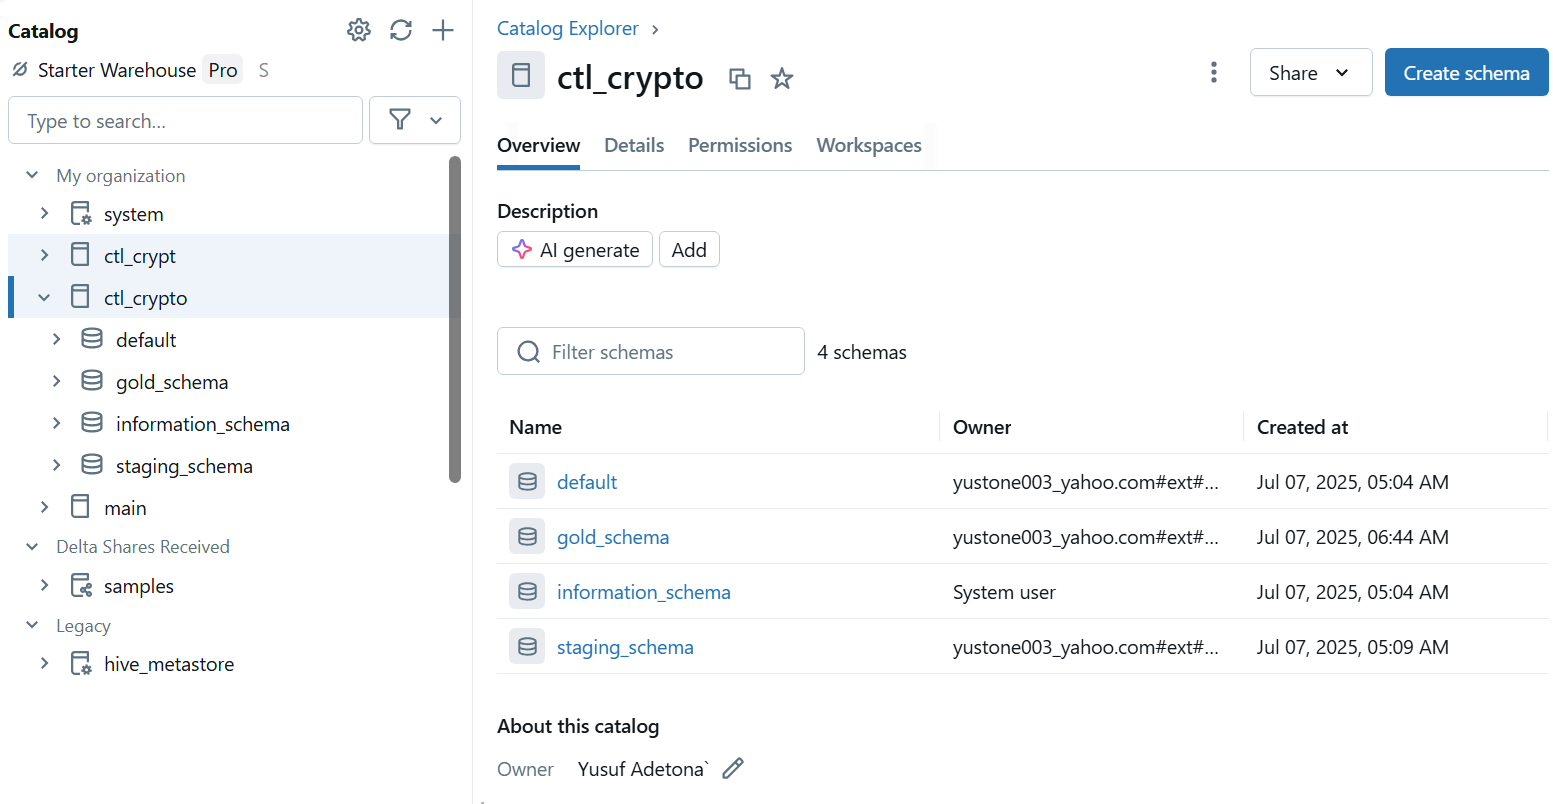 Catalog
Starter Warehouse Pro S
Type to search...
My organization
system
ctl_crypt
ctl_crypto
default
gold_schema
information_schema
staging_schema
main
Delta Shares Received
samples
Legacy
hive_metastore
Catalog Explorer
ctl_crypto
Share
Create schema
Overview Details Permissions Workspaces
Description
AI generate Add
Filter schemas 4 schemas
Name Owner Created at
default yustone003_yahoo.com#ext#... Jul 07, 2025, 05:04 AM
gold_schema yustone003_yahoo.com#ext#... Jul 07, 2025, 06:44 AM
information_schema System user Jul 07, 2025, 05:04 AM
staging_schema yustone003_yahoo.com#ext#... Jul 07, 2025, 05:09 AM
About this catalog
Owner Yusuf Adetona`